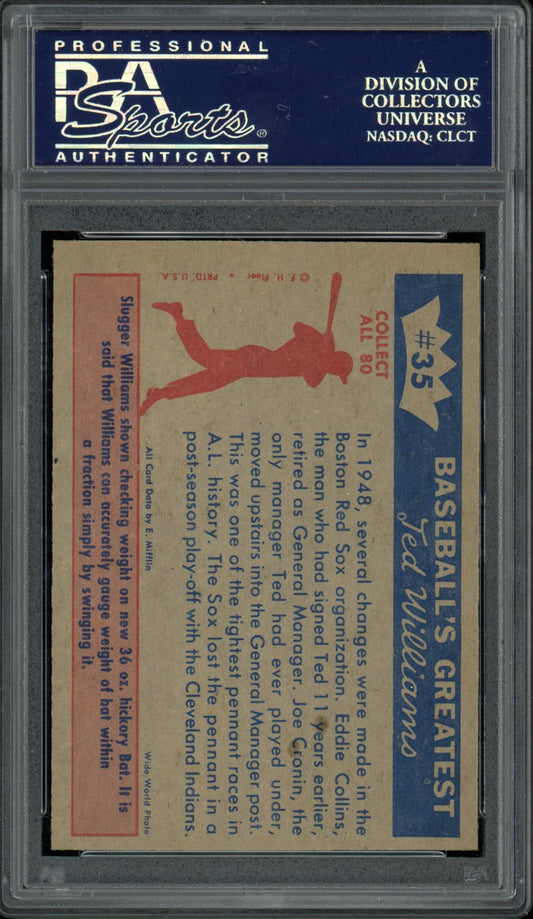 PROFESSIONAL
PSA
Sports®
AUTHENTICATOR
A
DIVISION OF
COLLECTORS
UNIVERSE
NASDAQ: CLCT
#35
BASEBALL'S GREATEST
Ted Williams
COLLECT
ALL 80
In 1948, several changes were made in the
Boston Red Sox organization. Eddie Collins,
the man who had signed Ted 11 years earlier,
retired as General Manager. Joe Cronin, the
only manager Ted had ever played under,
moved upstairs into the General Manager post.
This was one of the tightest pennant races in
A.L. history. The Sox lost the pennant in a
post-season play-off with the Cleveland Indians.
© F. H. Fleer • PRTD. U.S.A.
All Card Data by E. Mifflin
Wide World Photo
Slugger Williams shown checking weight on new 36 oz. hickory Bat. It is
said that Williams can accurately gauge weight of bat within
a fraction simply by swinging it.